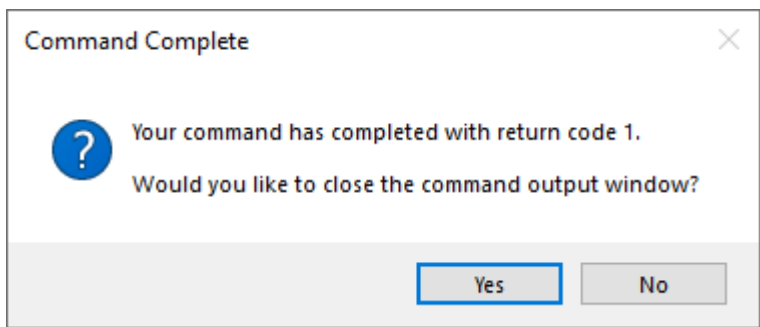 Command Complete
Your command has completed with return code 1.
Would you like to close the command output window?
Yes No